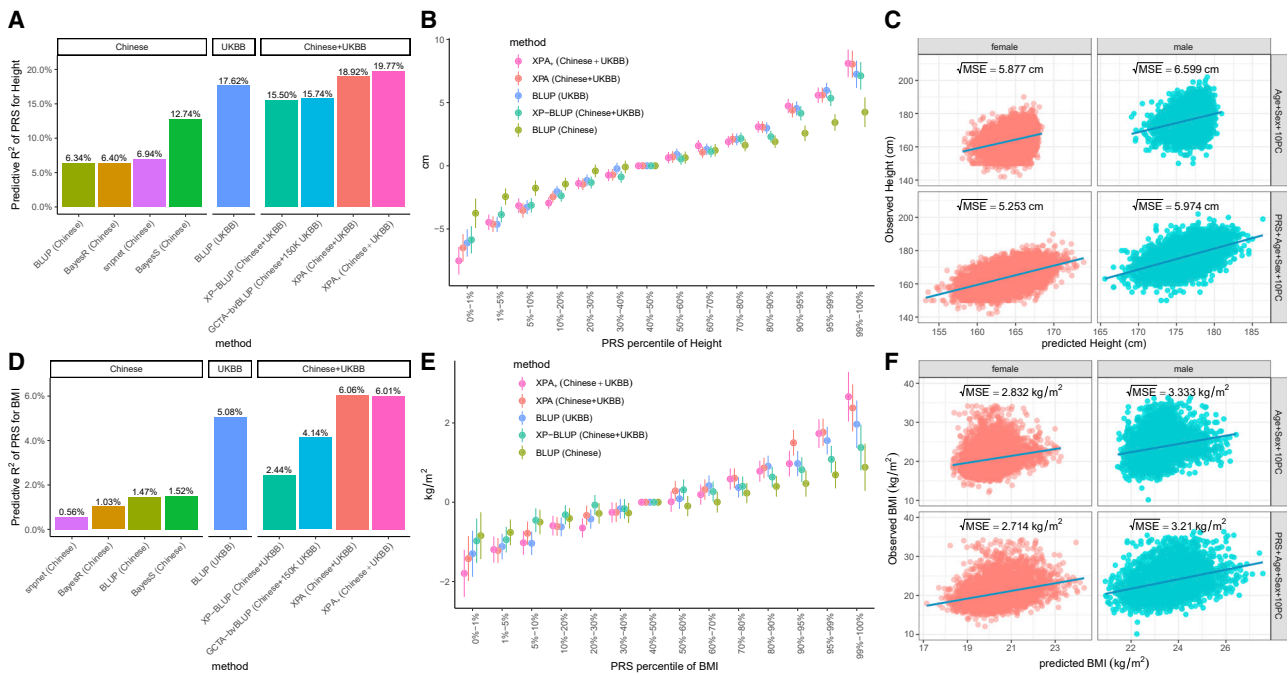 A
Chinese
UKBB
Chinese+UKBB
Predictive R² of PRS for Height
20.0%
15.0%
10.0%
5.0%
0.0%
6.34%
6.40%
6.94%
12.74%
17.62%
15.50%
15.74%
18.92%
19.77%
BLUP (Chinese)
BayesR (Chinese)
snpnet (Chinese)
BayesS (Chinese)
BLUP (UKBB)
XP−BLUP (Chinese+UKBB)
GCTA−bvBLUP (Chinese+150K UKBB)
XPA (Chinese+UKBB)
XPA₊ (Chinese + UKBB)
method
B
method
XPA₊ (Chinese + UKBB)
XPA (Chinese+UKBB)
BLUP (UKBB)
XP−BLUP (Chinese+UKBB)
BLUP (Chinese)
cm
10
5
0
−5
0%−1%
1%−5%
5%−10%
10%−20%
20%−30%
30%−40%
40%−50%
50%−60%
60%−70%
70%−80%
80%−90%
90%−95%
95%−99%
99%−100%
PRS percentile of Height
C
female
male
√MSE = 5.877 cm
√MSE = 6.599 cm
√MSE = 5.253 cm
√MSE = 5.974 cm
Age+Sex+10PC
PRS+Age+Sex+10PC
Observed Height (cm)
200
180
160
140
200
180
160
140
155
160
165
170
165
170
175
180
185
predicted Height (cm)
D
Chinese
UKBB
Chinese+UKBB
Predictive R² of PRS for BMI
6.0%
4.0%
2.0%
0.0%
0.56%
1.03%
1.47%
1.52%
5.08%
2.44%
4.14%
6.06%
6.01%
snpnet (Chinese)
BayesR (Chinese)
BLUP (Chinese)
BayesS (Chinese)
BLUP (UKBB)
XP−BLUP (Chinese+UKBB)
GCTA−bvBLUP (Chinese+150K UKBB)
XPA (Chinese+UKBB)
XPA₊ (Chinese + UKBB)
method
E
method
XPA₊ (Chinese + UKBB)
XPA (Chinese+UKBB)
BLUP (UKBB)
XP−BLUP (Chinese+UKBB)
BLUP (Chinese)
kg/m²
2
0
−2
0%−1%
1%−5%
5%−10%
10%−20%
20%−30%
30%−40%
40%−50%
50%−60%
60%−70%
70%−80%
80%−90%
90%−95%
95%−99%
99%−100%
PRS percentile of BMI
F
female
male
√MSE = 2.832 kg/m²
√MSE = 3.333 kg/m²
√MSE = 2.714 kg/m²
√MSE = 3.21 kg/m²
Age+Sex+10PC
PRS+Age+Sex+10PC
Observed BMI (kg/m²)
40
30
20
10
40
30
20
10
17
19
21
23
22
24
26
predicted BMI (kg/m²)